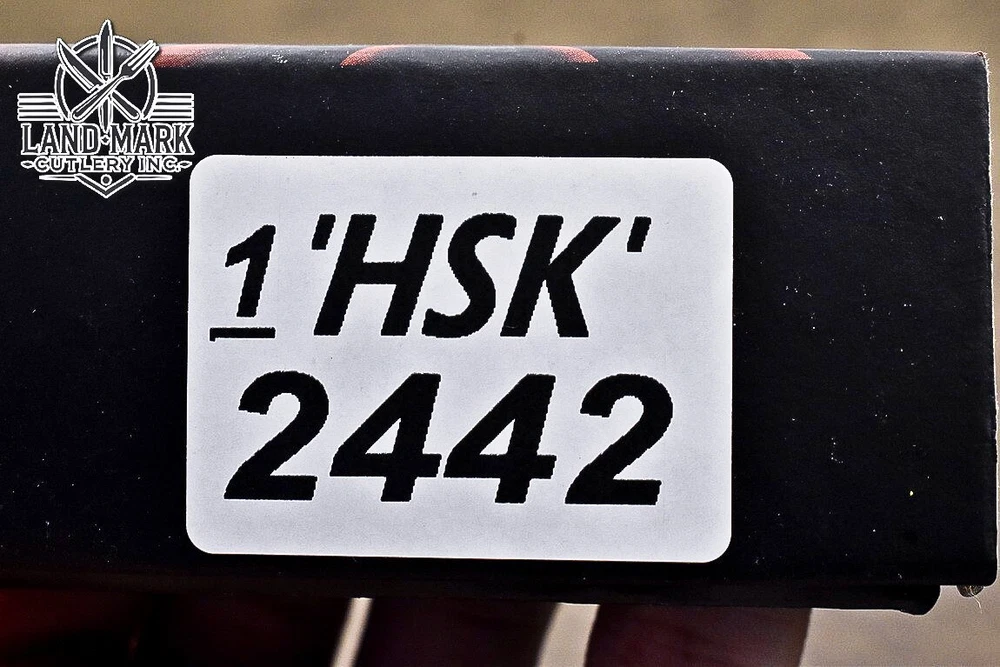 LAND MARK
~CUTLERY INC.~
1 'HSK'
2442